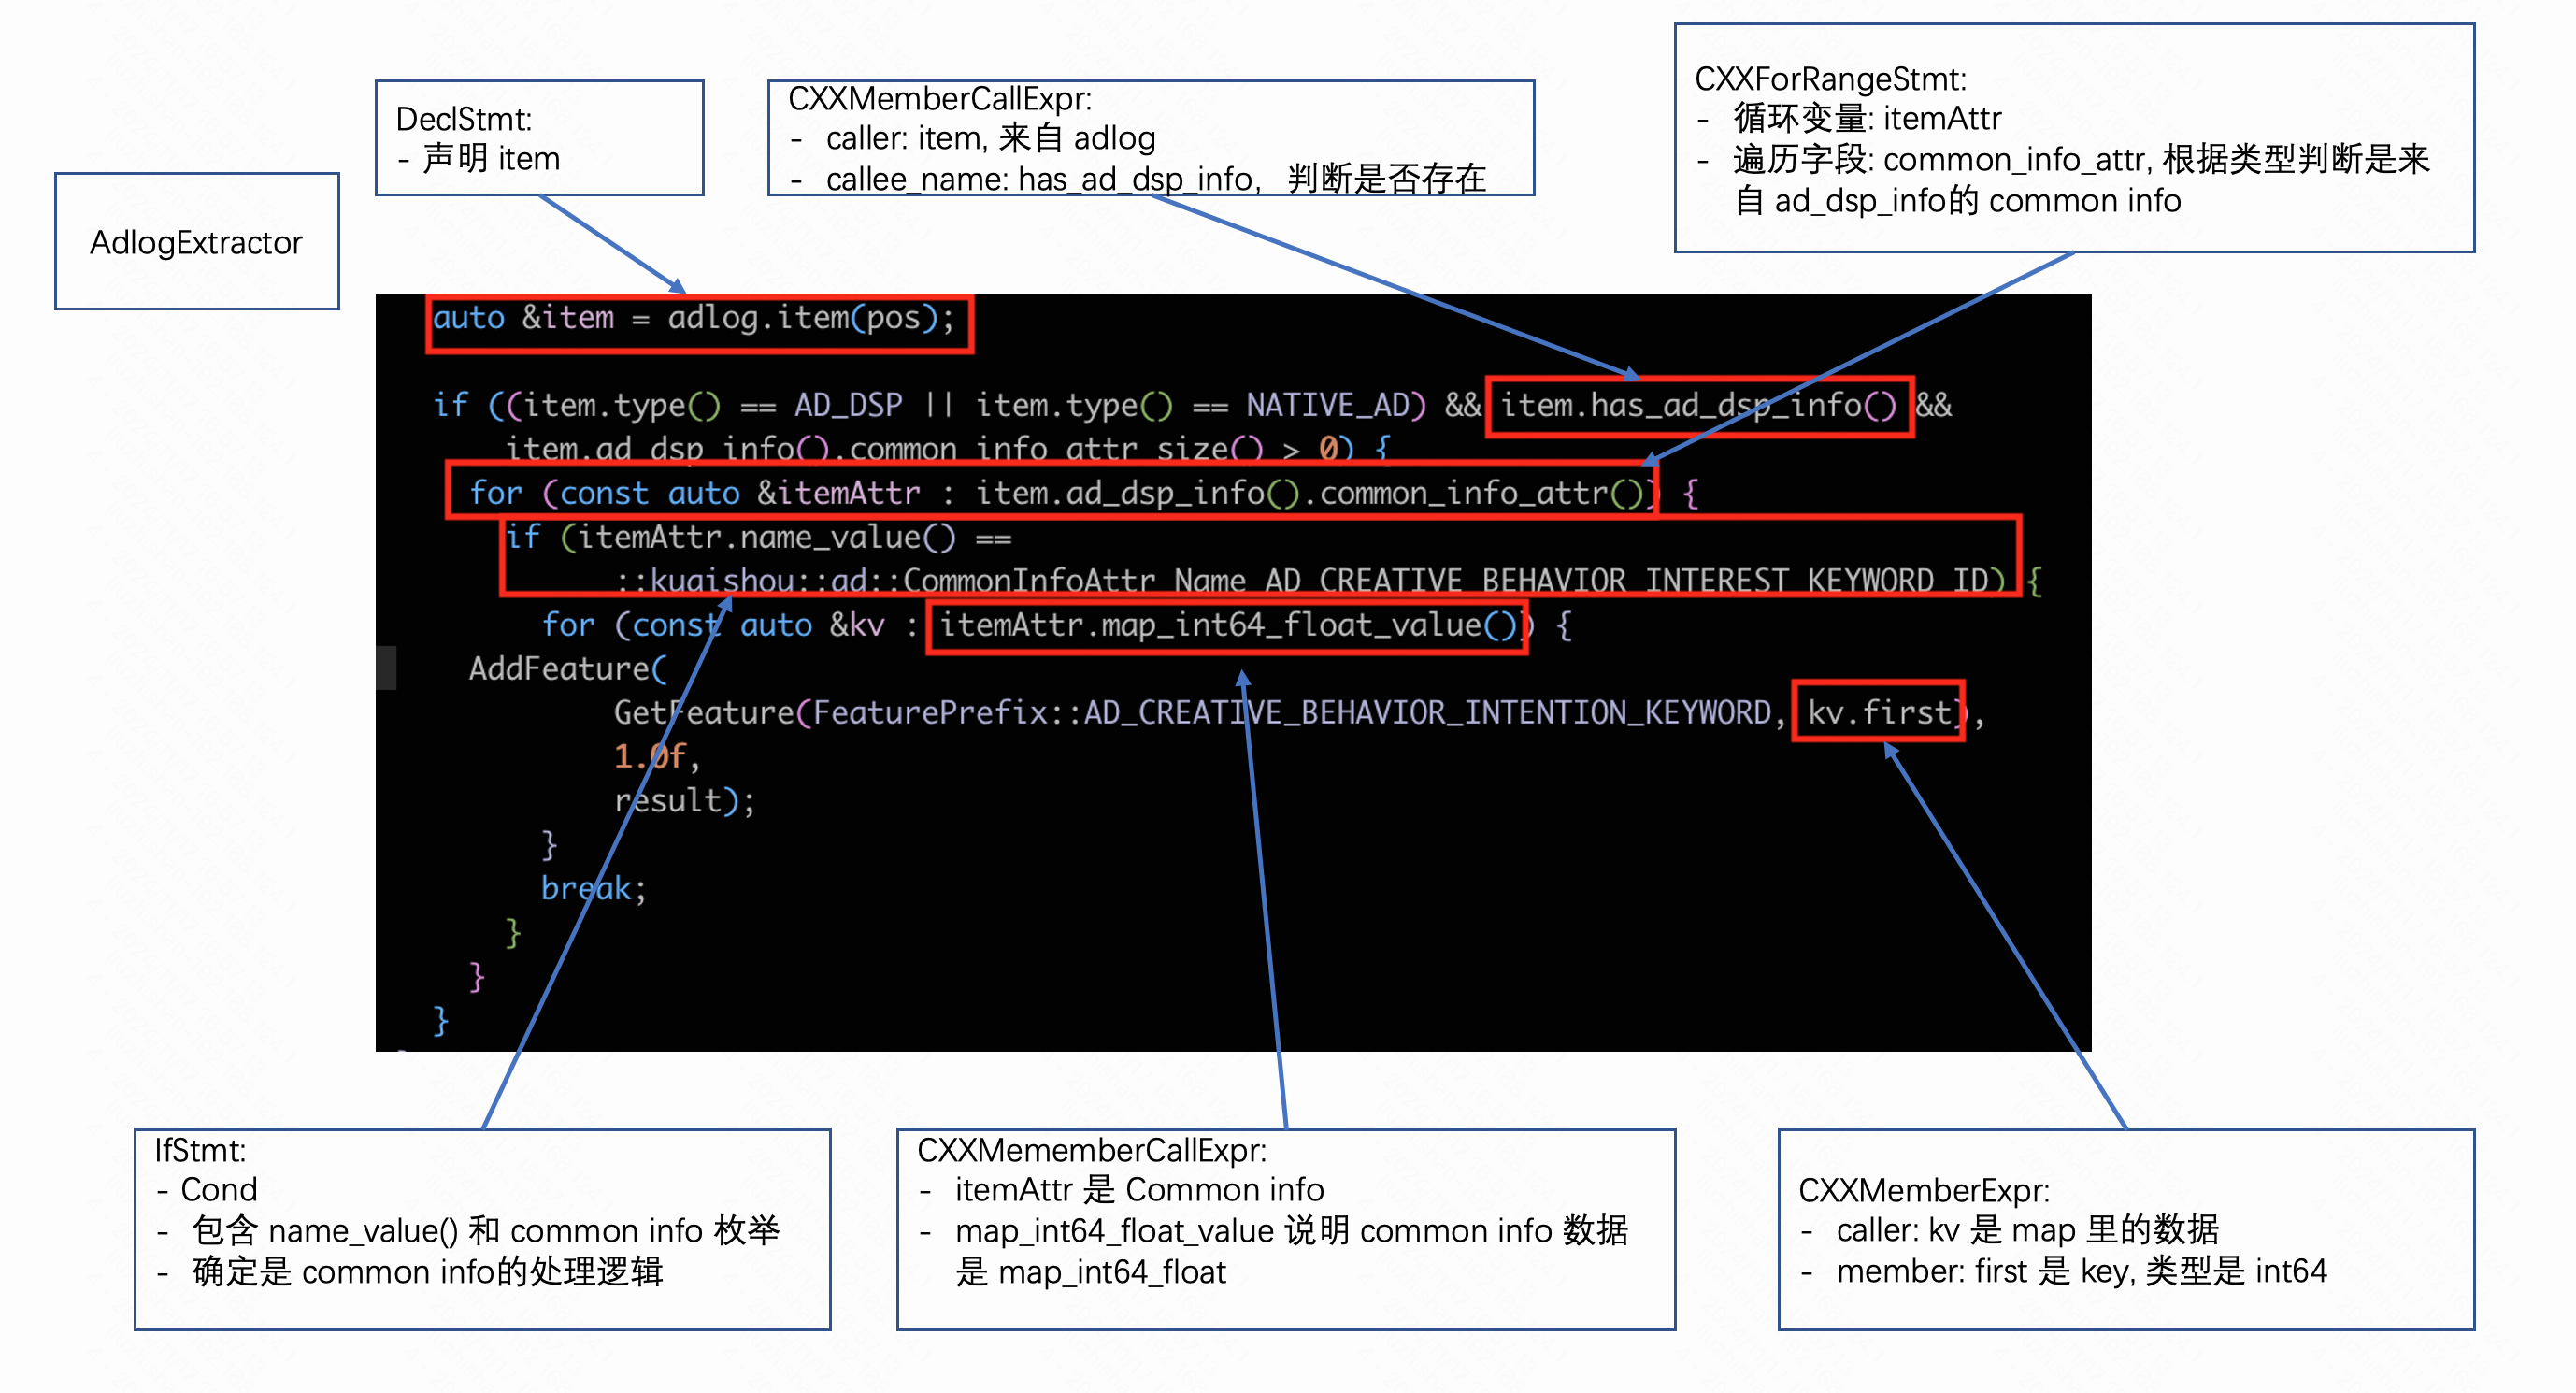 DeclStmt:
- 声明 item
CXXMemberCallExpr:
- caller: item, 来自 adlog
- callee_name: has_ad_dsp_info, 判断是否存在
CXXForRangeStmt:
- 循环变量: itemAttr
- 遍历字段: common_info_attr, 根据类型判断是来
自 ad_dsp_info的 common info
AdlogExtractor
auto &item = adlog.item(pos);
if ((item.type() == AD_DSP || item.type() == NATIVE_AD) && item.has_ad_dsp_info() &&
item.ad_dsp_info().common_info_attr_size() > 0) {
for (const auto &itemAttr : item.ad_dsp_info().common_info_attr()) {
if (itemAttr.name_value() ==
::kuaishou::ad::CommonInfoAttr_Name_AD_CREATIVE_BEHAVIOR_INTEREST_KEYWORD_ID) {
for (const auto &kv : itemAttr.map_int64_float_value()) {
AddFeature(
GetFeature(FeaturePrefix::AD_CREATIVE_BEHAVIOR_INTENTION_KEYWORD, kv.first),
1.0f,
result);
}
break;
}
}
}
IfStmt:
- Cond
- 包含 name_value() 和 common info 枚举
- 确定是 common info的处理逻辑
CXXMememberCallExpr:
- itemAttr 是 Common info
- map_int64_float_value 说明 common info 数据
是 map_int64_float
CXXMemberExpr:
- caller: kv 是 map 里的数据
- member: first 是 key, 类型是 int64